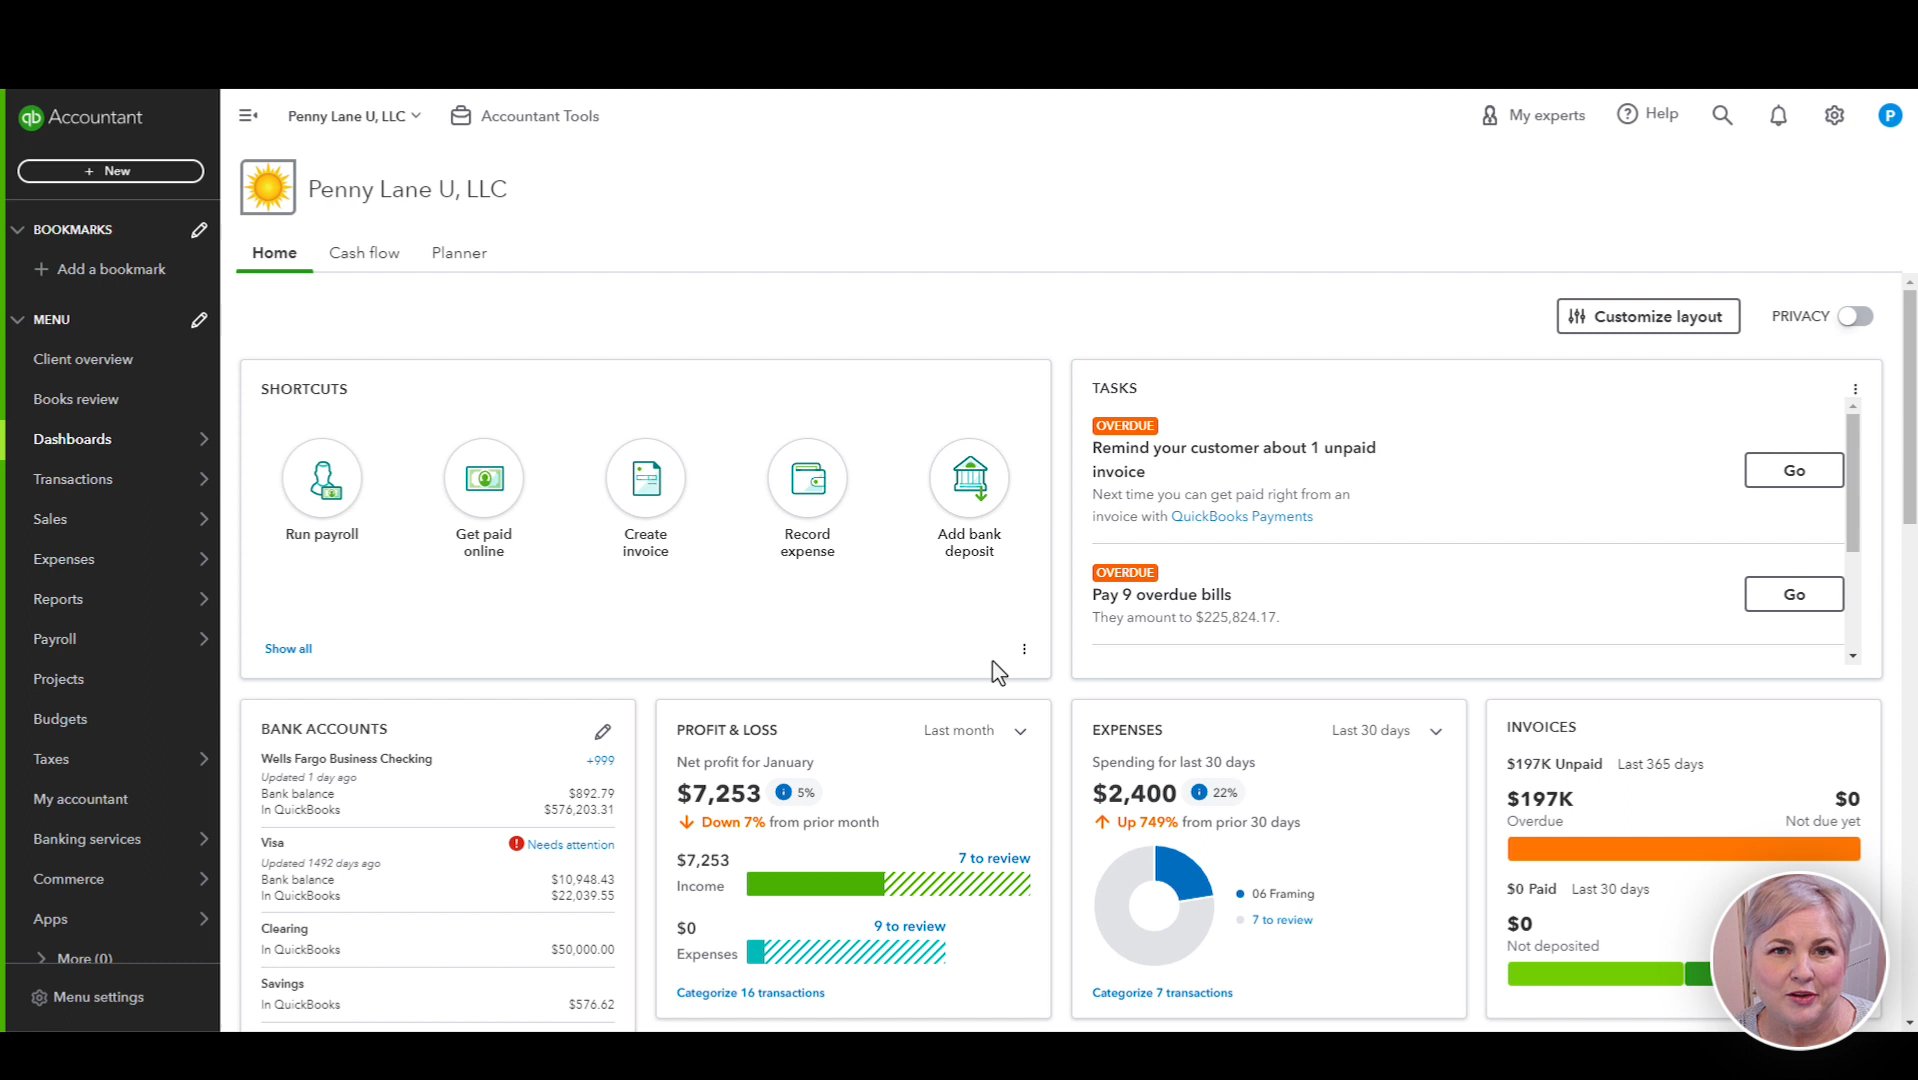 qb Accountant
+ New
BOOKMARKS
+ Add a bookmark
MENU
Client overview
Books review
Dashboards
Transactions
Sales
Expenses
Reports
Payroll
Projects
Budgets
Taxes
My accountant
Banking services
Commerce
Apps
More (0)
Menu settings
Penny Lane U, LLC
Accountant Tools
My experts
? Help
P
Penny Lane U, LLC
Home Cash flow Planner
Customize layout
PRIVACY
SHORTCUTS
Run payroll
Get paid
online
Create
invoice
Record
expense
Add bank
deposit
Show all
TASKS
OVERDUE
Remind your customer about 1 unpaid
invoice
Next time you can get paid right from an
invoice with QuickBooks Payments
Go
OVERDUE
Pay 9 overdue bills
They amount to $225,824.17.
Go
BANK ACCOUNTS
Wells Fargo Business Checking +999
Updated 1 day ago
Bank balance $892.79
In QuickBooks $576,203.31
Visa ! Needs attention
Updated 1492 days ago
Bank balance $10,948.43
In QuickBooks $22,039.55
Clearing
In QuickBooks $50,000.00
Savings
In QuickBooks $576.62
PROFIT & LOSS Last month
Net profit for January
$7,253 i 5%
Down 7% from prior month
$7,253 7 to review
Income
$0 9 to review
Expenses
Categorize 16 transactions
EXPENSES Last 30 days
Spending for last 30 days
$2,400 i 22%
Up 749% from prior 30 days
06 Framing
7 to review
Categorize 7 transactions
INVOICES
$197K Unpaid Last 365 days
$197K $0
Overdue Not due yet
$0 Paid Last 30 days
$0
Not deposited